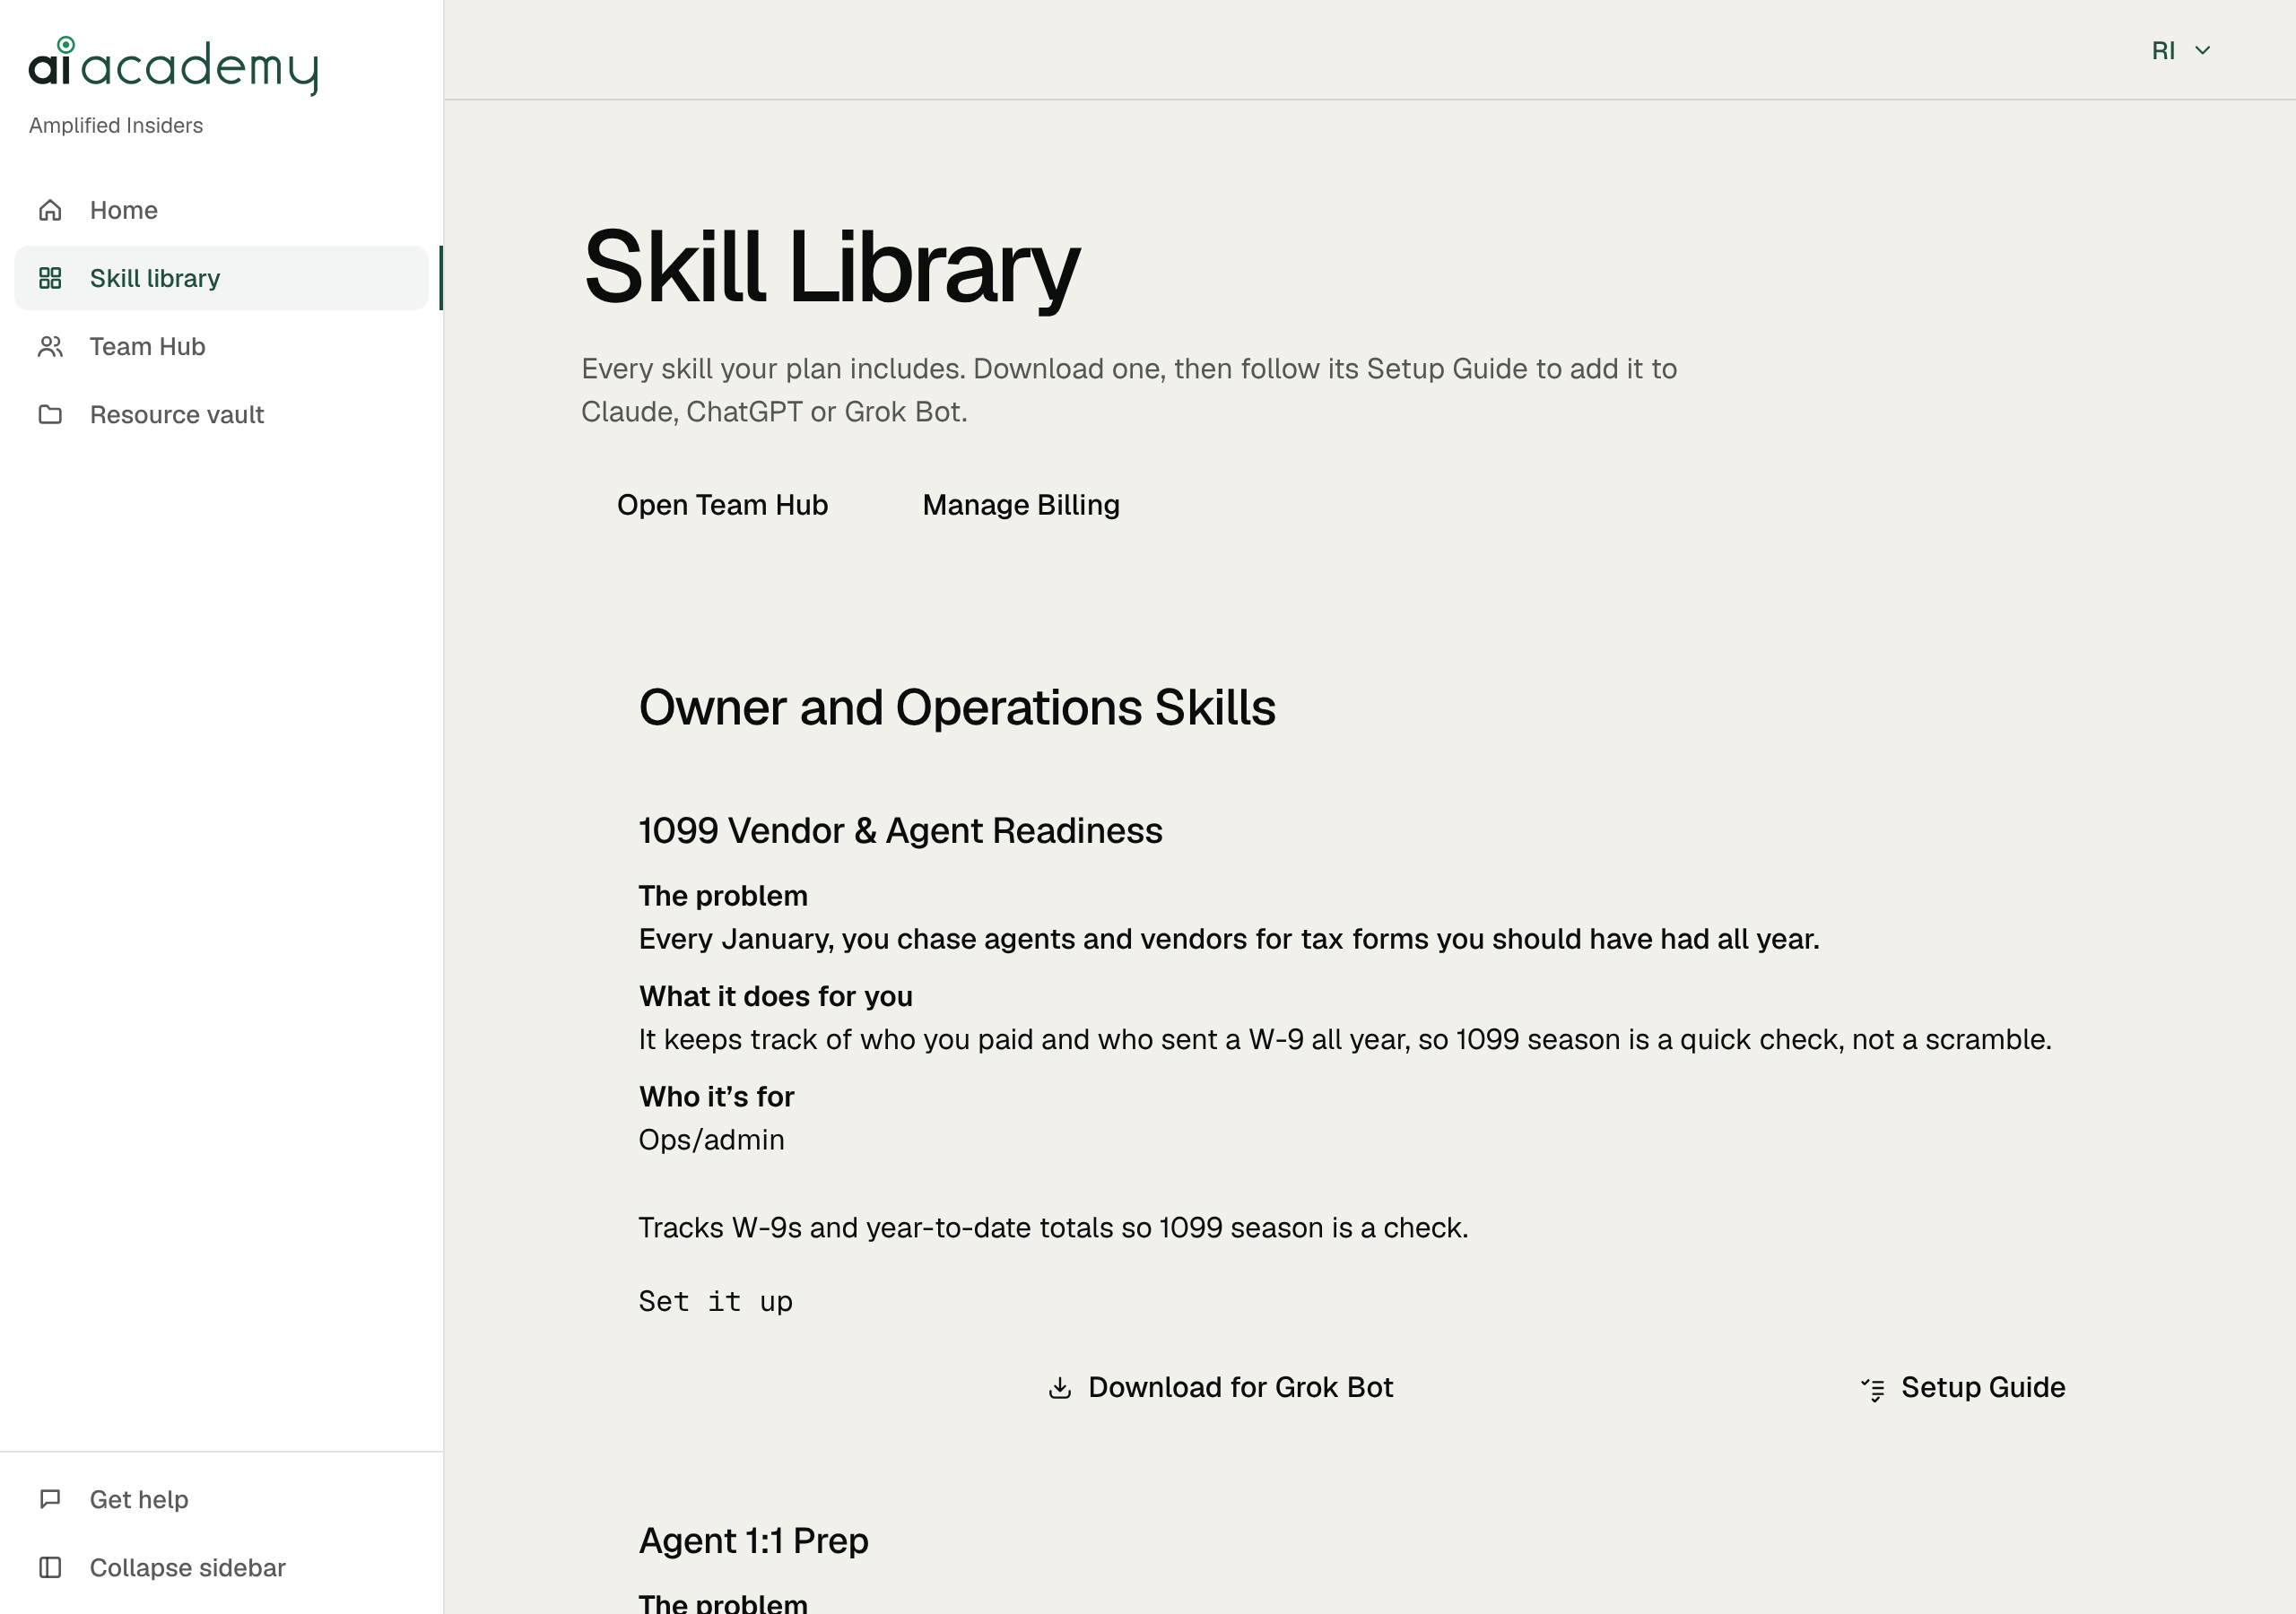 ai academy
Amplified Insiders
Home
Skill library
Team Hub
Resource vault
Get help
Collapse sidebar
RI
Skill Library
Every skill your plan includes. Download one, then follow its Setup Guide to add it to
Claude, ChatGPT or Grok Bot.
Open Team Hub
Manage Billing
Owner and Operations Skills
1099 Vendor & Agent Readiness
The problem
Every January, you chase agents and vendors for tax forms you should have had all year.
What it does for you
It keeps track of who you paid and who sent a W-9 all year, so 1099 season is a quick check, not a scramble.
Who it’s for
Ops/admin
Tracks W-9s and year-to-date totals so 1099 season is a check.
Set it up
Download for Grok Bot
Setup Guide
Agent 1:1 Prep
The problem